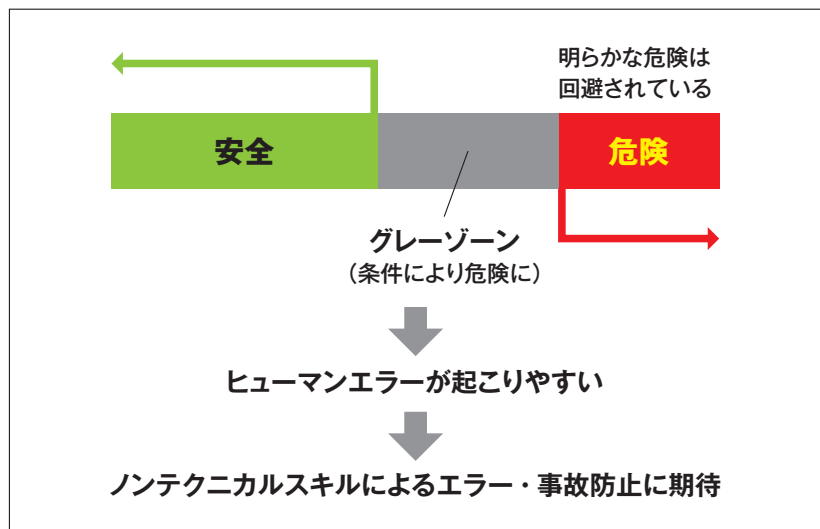 明らかな危険は
回避されている
安全
危険
グレーゾーン
（条件により危険に）
ヒューマンエラーが起こりやすい
ノンテクニカルスキルによるエラー・事故防止に期待